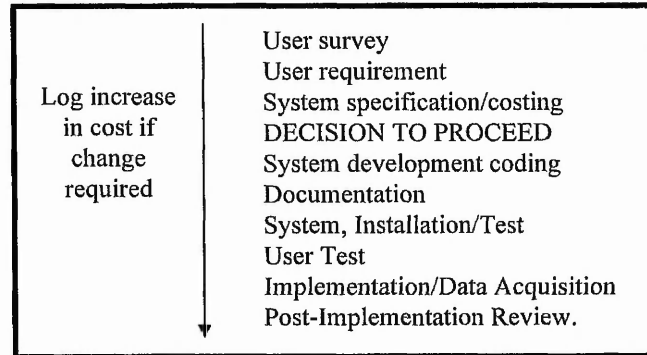 Log increase
in cost if
change
required
User survey
User requirement
System specification/costing
DECISION TO PROCEED
System development coding
Documentation
System, Installation/Test
User Test
Implementation/Data Acquisition
Post-Implementation Review.